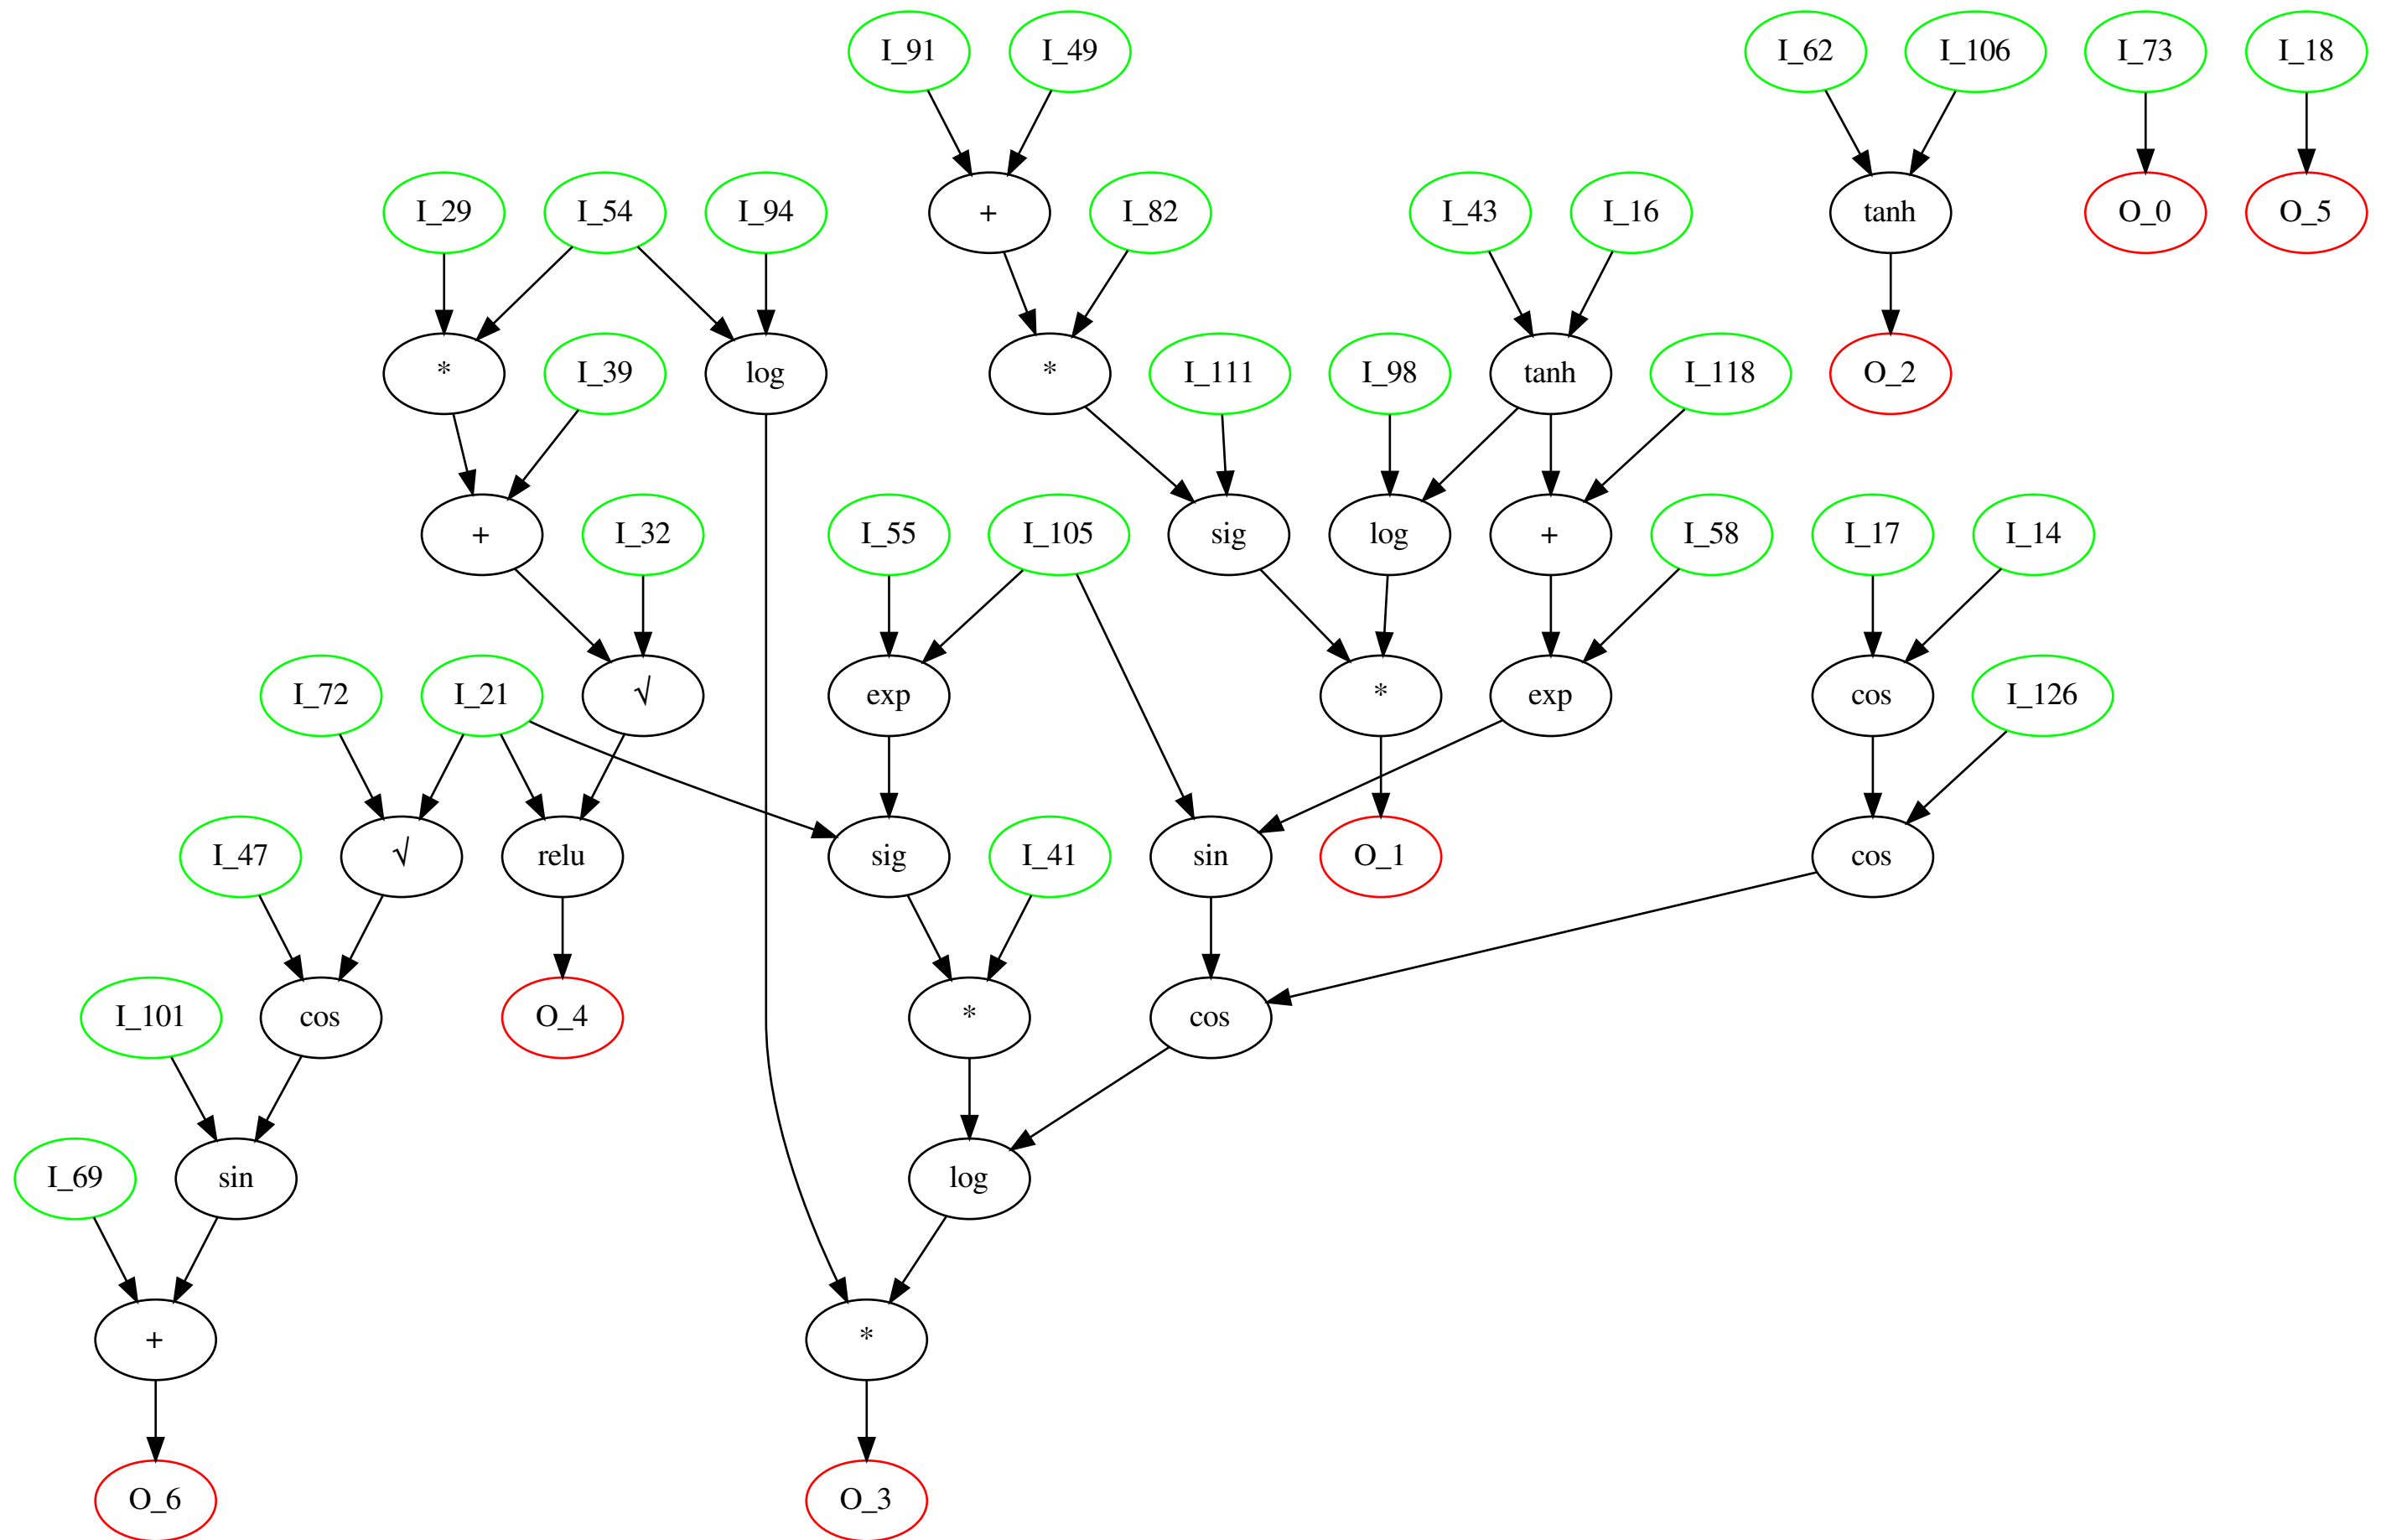 I_91 I_49 I_62 I_106 I_73 I_18
I_29 I_54 I_94 + I_82 I_43 I_16 tanh O_0 O_5
* I_39 log * I_111 I_98 tanh I_118 O_2
+ I_32 I_55 I_105 sig log + I_58 I_17 I_14
I_72 I_21 √ exp * exp cos I_126
I_47 √ relu sig I_41 sin O_1 cos
I_101 cos O_4 * cos
I_69 sin log
+ *
O_6 O_3